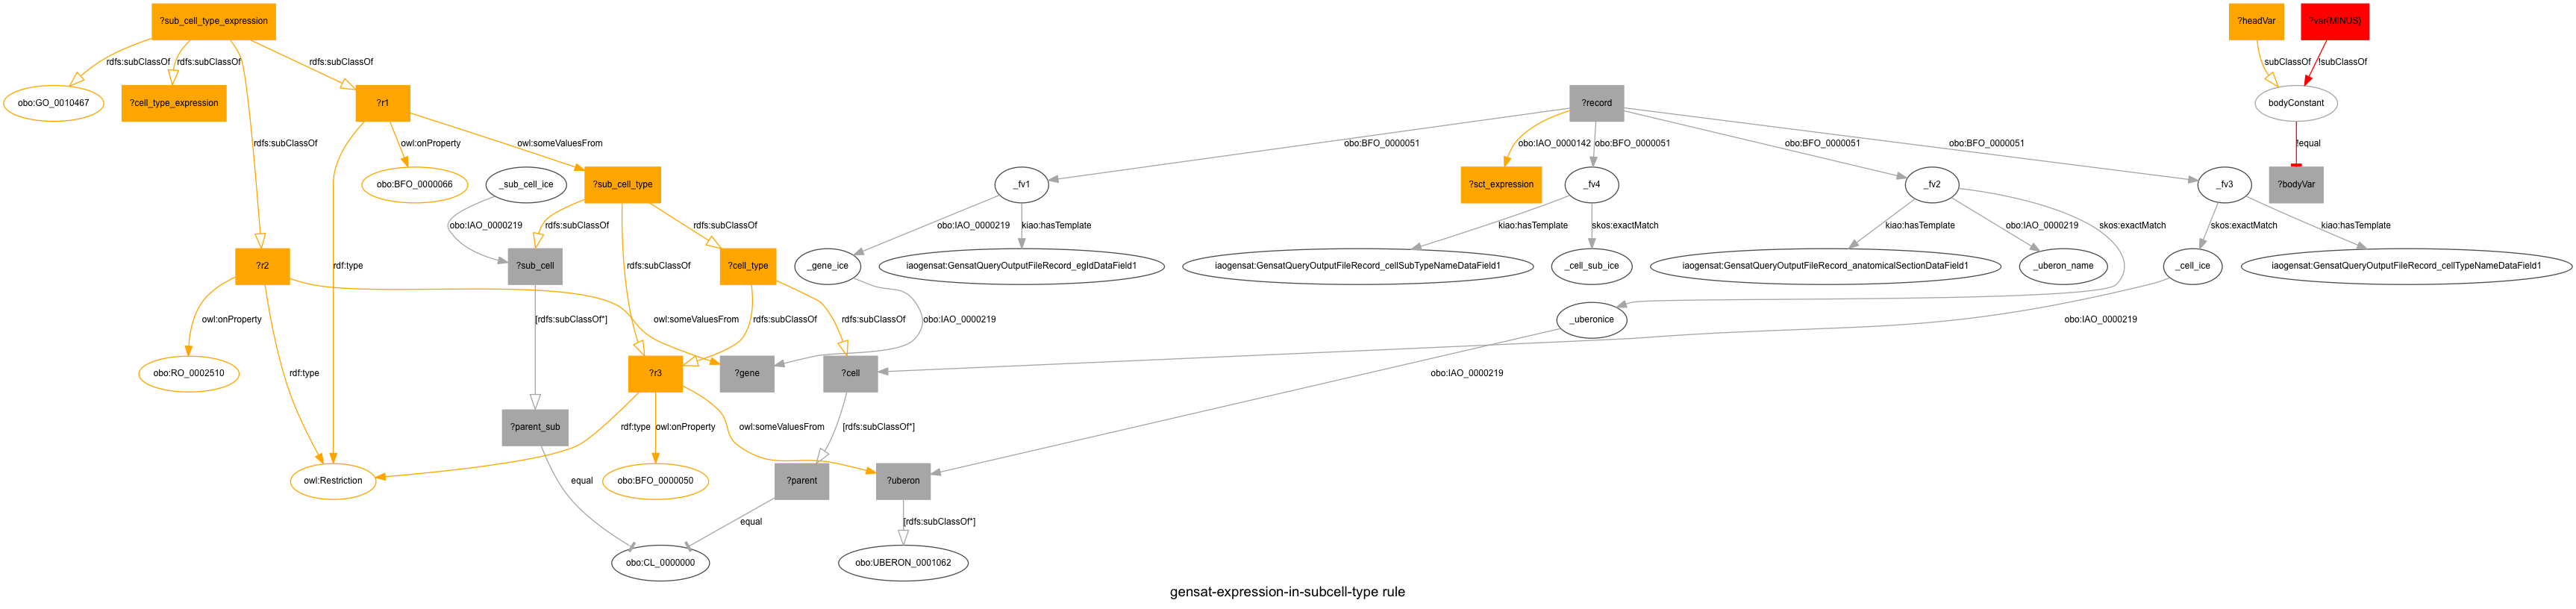 ?sub_cell_type_expression
?headVar
?var(MINUS)
rdfs:subClassOf
rdfs:subClassOf
rdfs:subClassOf
subClassOf
!subClassOf
obo:GO_0010467
?cell_type_expression
?r1
?record
bodyConstant
rdfs:subClassOf
owl:onProperty
owl:someValuesFrom
obo:BFO_0000051
obo:IAO_0000142
obo:BFO_0000051
obo:BFO_0000051
obo:BFO_0000051
!equal
obo:BFO_0000066
_sub_cell_ice
?sub_cell_type
_fv1
?sct_expression
_fv4
_fv2
_fv3
?bodyVar
obo:IAO_0000219
rdfs:subClassOf
rdfs:subClassOf
obo:IAO_0000219
kiao:hasTemplate
kiao:hasTemplate
skos:exactMatch
kiao:hasTemplate
obo:IAO_0000219
skos:exactMatch
skos:exactMatch
kiao:hasTemplate
?r2
rdf:type
?sub_cell
rdfs:subClassOf
?cell_type
_gene_ice
iaogensat:GensatQueryOutputFileRecord_egIdDataField1
iaogensat:GensatQueryOutputFileRecord_cellSubTypeNameDataField1
_cell_sub_ice
iaogensat:GensatQueryOutputFileRecord_anatomicalSectionDataField1
_uberon_name
_cell_ice
iaogensat:GensatQueryOutputFileRecord_cellTypeNameDataField1
owl:onProperty
[rdfs:subClassOf*]
owl:someValuesFrom
rdfs:subClassOf
rdfs:subClassOf
obo:IAO_0000219
_uberonice
obo:IAO_0000219
obo:RO_0002510
rdf:type
?r3
?gene
?cell
obo:IAO_0000219
?parent_sub
rdf:type
owl:onProperty
owl:someValuesFrom
[rdfs:subClassOf*]
owl:Restriction
equal
obo:BFO_0000050
?parent
?uberon
equal
[rdfs:subClassOf*]
obo:CL_0000000
obo:UBERON_0001062
gensat-expression-in-subcell-type rule